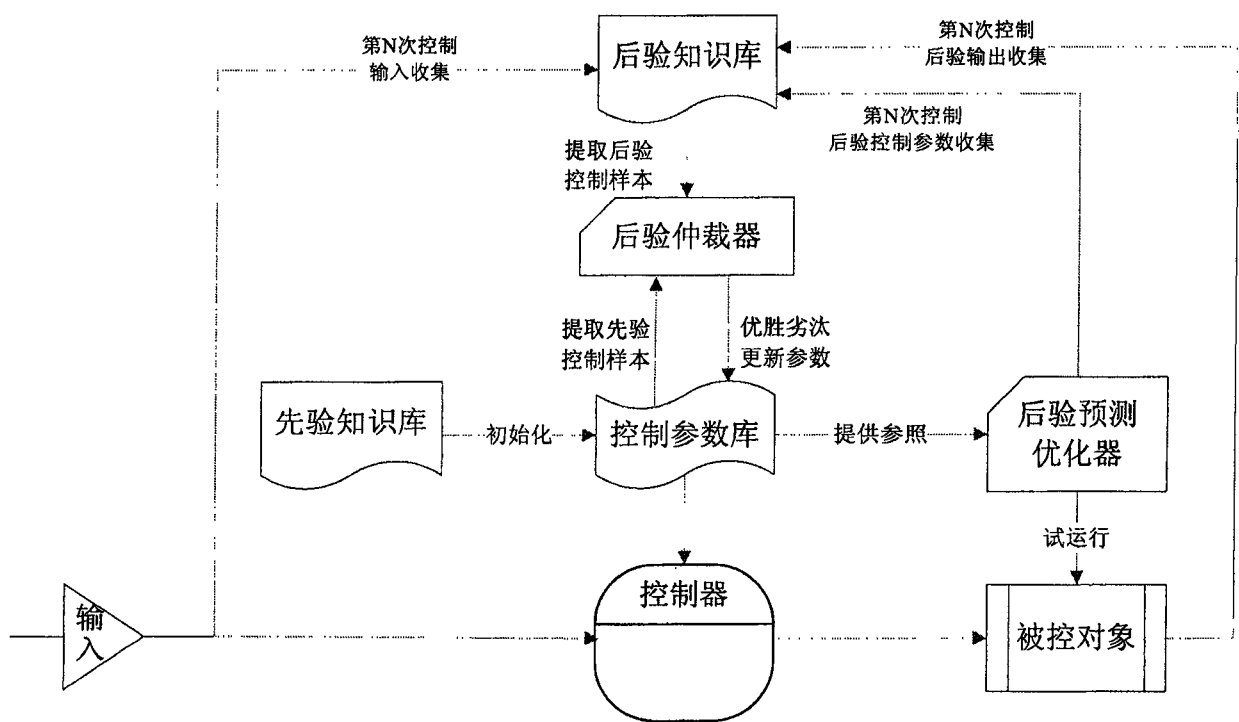 第N次控制
输入收集
后验知识库
第N次控制
后验输出收集
第N次控制
后验控制参数收集
提取后验
控制样本
后验仲裁器
提取先验
控制样本
优胜劣汰
更新参数
先验知识库
初始化
控制参数库
提供参照
后验预测
优化器
试运行
输
入
控制器
被控对象